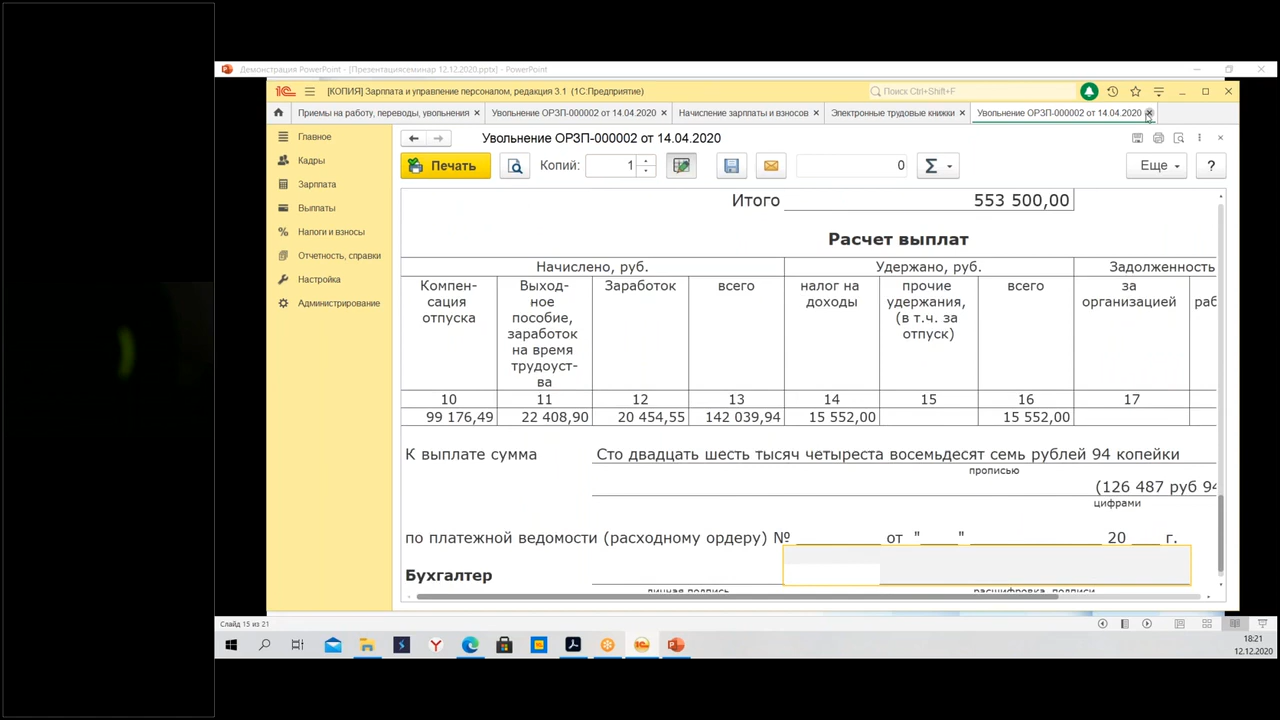 Демонстрация PowerPoint - [Презентациясеминар 12.12.2020.pptx] - PowerPoint
[КОПИЯ] Зарплата и управление персоналом, редакция 3.1 (1С:Предприятие)
Поиск Ctrl+Shift+F
Приемы на работу, переводы, увольнения
Увольнение ОРЗП-000002 от 14.04.2020
Начисление зарплаты и взносов
Электронные трудовые книжки
Увольнение ОРЗП-000002 от 14.04.2020
Главное
Кадры
Зарплата
Выплаты
Налоги и взносы
Отчетность, справки
Настройка
Администрирование
Увольнение ОРЗП-000002 от 14.04.2020
Печать Копий: 1 0 Σ Еще ?
Итого 553 500,00
Расчет выплат
Начислено, руб. Удержано, руб. Задолженность
Компен-
сация
отпуска
Выход-
ное
пособие,
заработок
на время
трудоуст-
ва
Заработок
всего
налог на
доходы
прочие
удержания,
(в т.ч. за
отпуск)
всего
за
организацией
10 11 12 13 14 15 16 17
99 176,49 22 408,90 20 454,55 142 039,94 15 552,00 15 552,00
К выплате сумма Сто двадцать шесть тысяч четыреста восемьдесят семь рублей 94 копейки
прописью
(126 487 руб 94
цифрами
по платежной ведомости (расходному ордеру) № от "____" 20 ___ г.
Бухгалтер
личная подпись расшифровка подписи
Слайд 15 из 21
18:21
12.12.2020